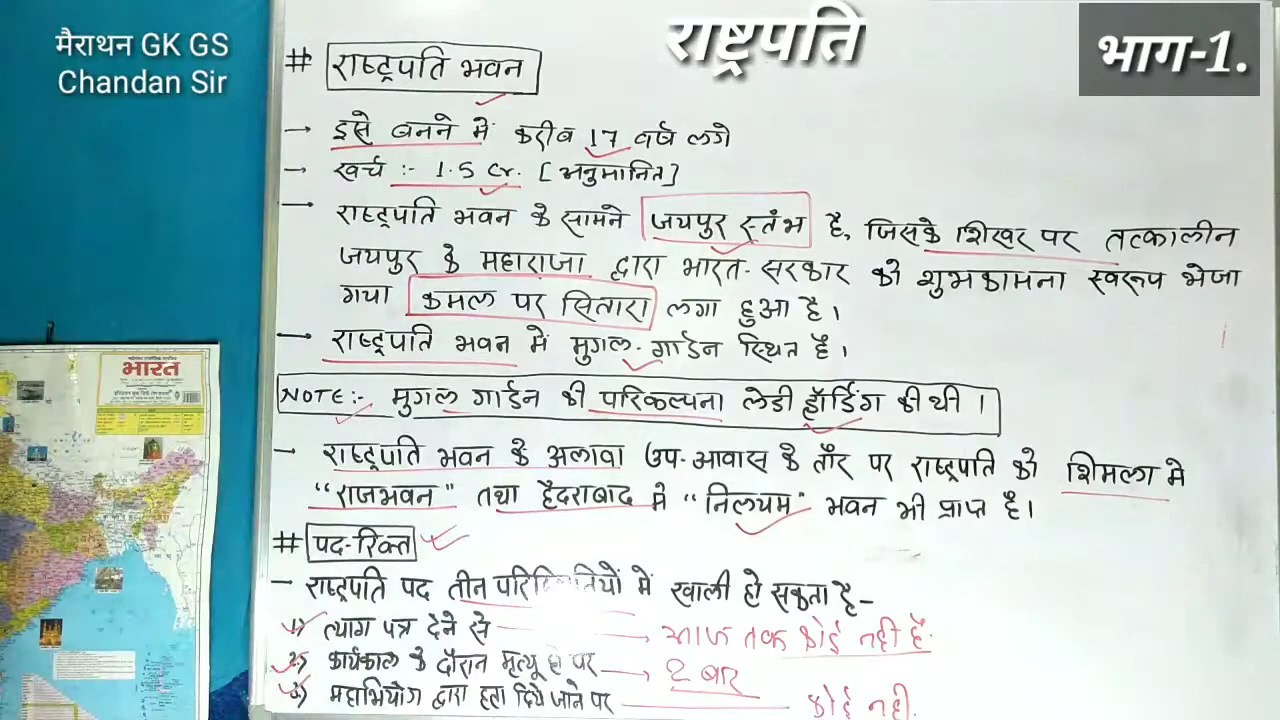 मैराथन GK GS
Chandan Sir
राष्ट्रपति
भाग-1.
# राष्ट्रपति भवन
→ इसे बनने में करीब 17 वर्ष लगे
→ खर्च :- 1.5 Cr. [अनुमानित]
→ राष्ट्रपति भवन के सामने जयपुर स्तंभ है, जिसके शिखर पर तत्कालीन
जयपुर के महाराजा द्वारा भारत-सरकार को शुभकामना स्वरूप भेजा
गया कमल पर सितारा लगा हुआ है।
→ राष्ट्रपति भवन में मुगल-गार्डेन स्थित है।
NOTE:- मुगल गार्डेन की परिकल्पना लेडी हॉर्डिंग की थी।
- राष्ट्रपति भवन के अलावा उप-आवास के तौर पर राष्ट्रपति को शिमला मे
"राजभवन" तथा हैदराबाद मे "निलयम" भवन भी प्राप्त है।
# पद-रिक्त
- राष्ट्रपति पद तीन परिस्थितियों में खाली हो सकता है-
1) त्याग पत्र देने से → आज तक कोई नही है.
2) कार्यकाल के दौरान मृत्यू हो पर → 2 बार
3) महाभियोग द्वारा हटा दिये जाने पर — कोई नही.
भारत